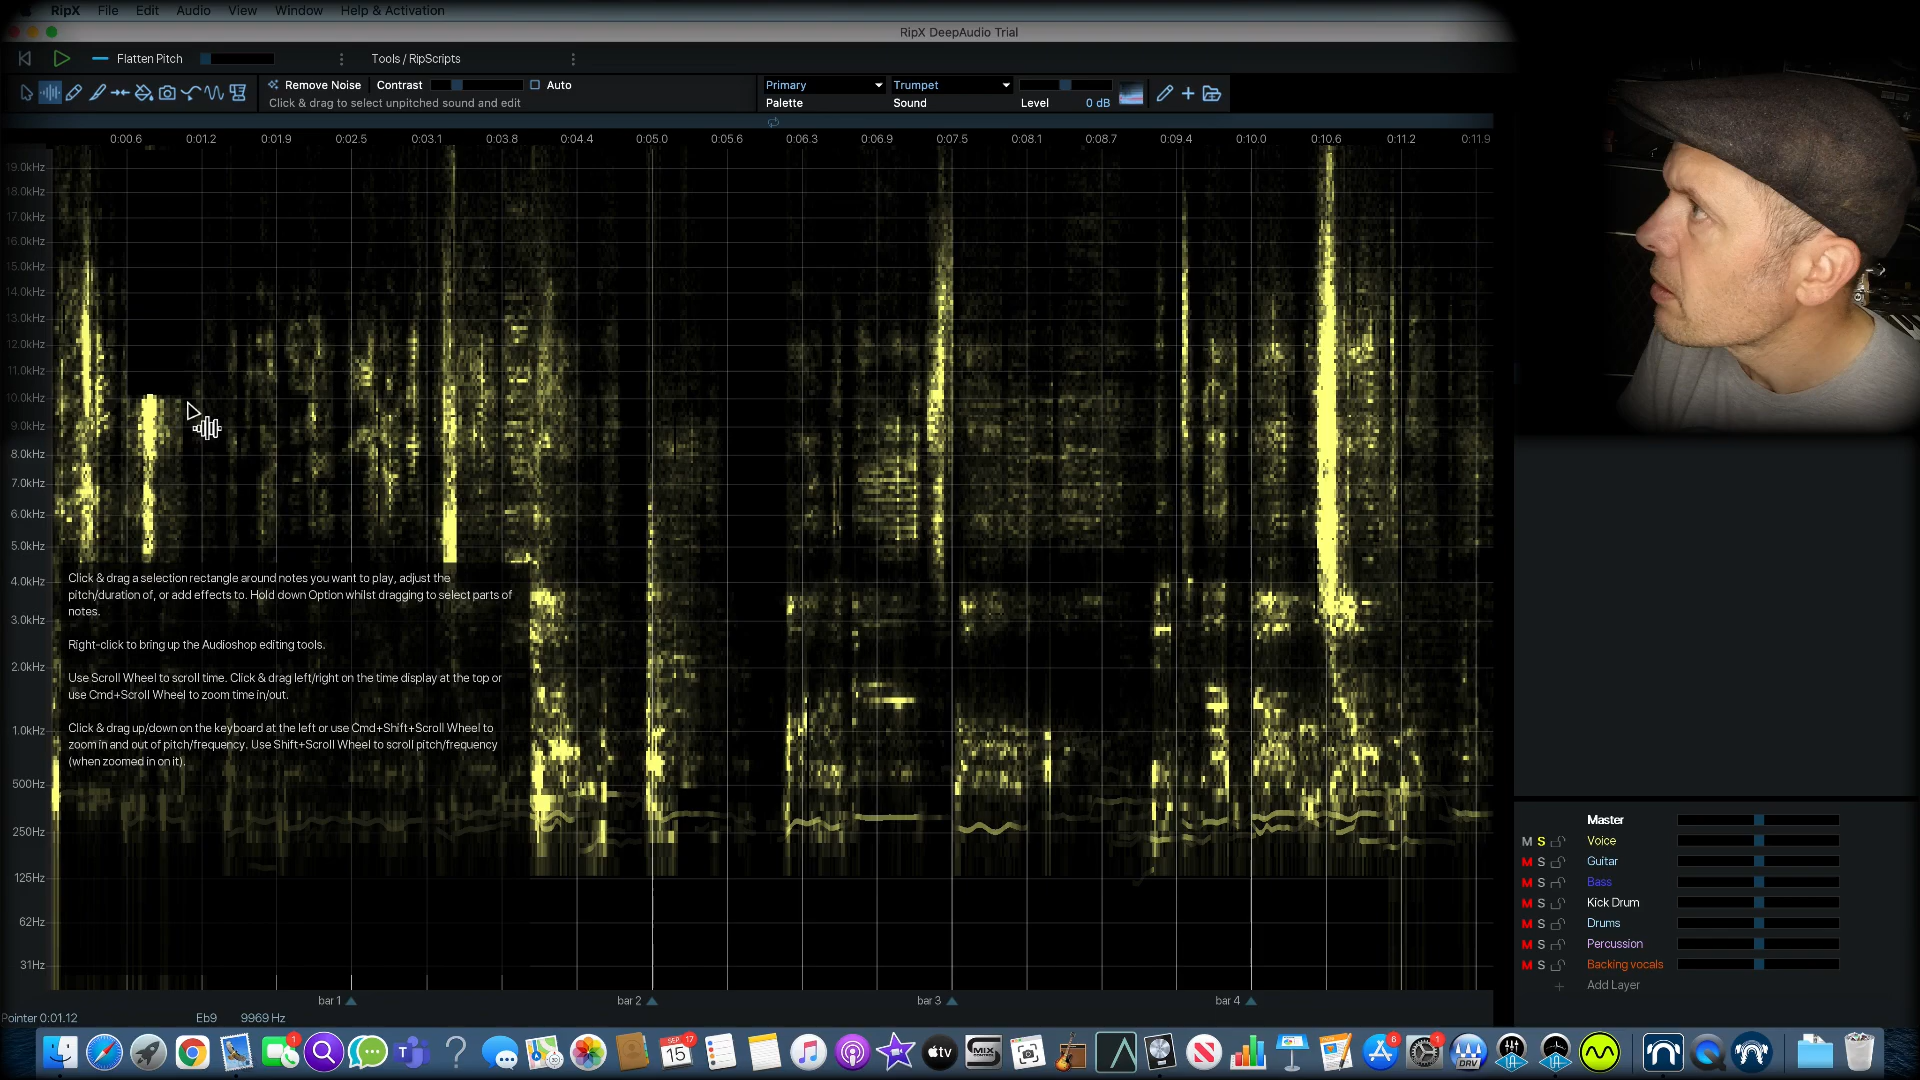 RipX File Edit Audio View Window Help & Activation
RipX DeepAudio Trial
Flatten Pitch
Tools / RipScripts
Remove Noise Contrast Auto
Click & drag to select unpitched sound and edit
Primary Trumpet
Palette Sound Level 0 dB
0:00.6 0:01.2 0:01.9 0:02.5 0:03.1 0:03.8 0:04.4 0:05.0 0:05.6 0:06.3 0:06.9 0:07.5 0:08.1 0:08.7 0:09.4 0:10.0 0:10.6 0:11.2 0:11.9
19.0kHz
18.0kHz
17.0kHz
16.0kHz
15.0kHz
14.0kHz
13.0kHz
12.0kHz
11.0kHz
10.0kHz
9.0kHz
8.0kHz
7.0kHz
6.0kHz
5.0kHz
4.0kHz
3.0kHz
2.0kHz
1.0kHz
500Hz
250Hz
125Hz
62Hz
31Hz
Click & drag a selection rectangle around notes you want to play, adjust the
pitch/duration of, or add effects to. Hold down Option whilst dragging to select parts of
notes.
Right-click to bring up the Audioshop editing tools.
Use Scroll Wheel to scroll time. Click & drag left/right on the time display at the top or
use Cmd+Scroll Wheel to zoom time in/out.
Click & drag up/down on the keyboard at the left or use Cmd+Shift+Scroll Wheel to
zoom in and out of pitch/frequency. Use Shift+Scroll Wheel to scroll pitch/frequency
(when zoomed in on it).
bar 1 bar 2 bar 3 bar 4
Pointer 0:01.12 Eb9 9969 Hz
Master
M S Voice
M S Guitar
M S Bass
M S Kick Drum
M S Drums
M S Percussion
M S Backing vocals
+ Add Layer
1
SEP 17
15
tv
MIX
6
1
DRV